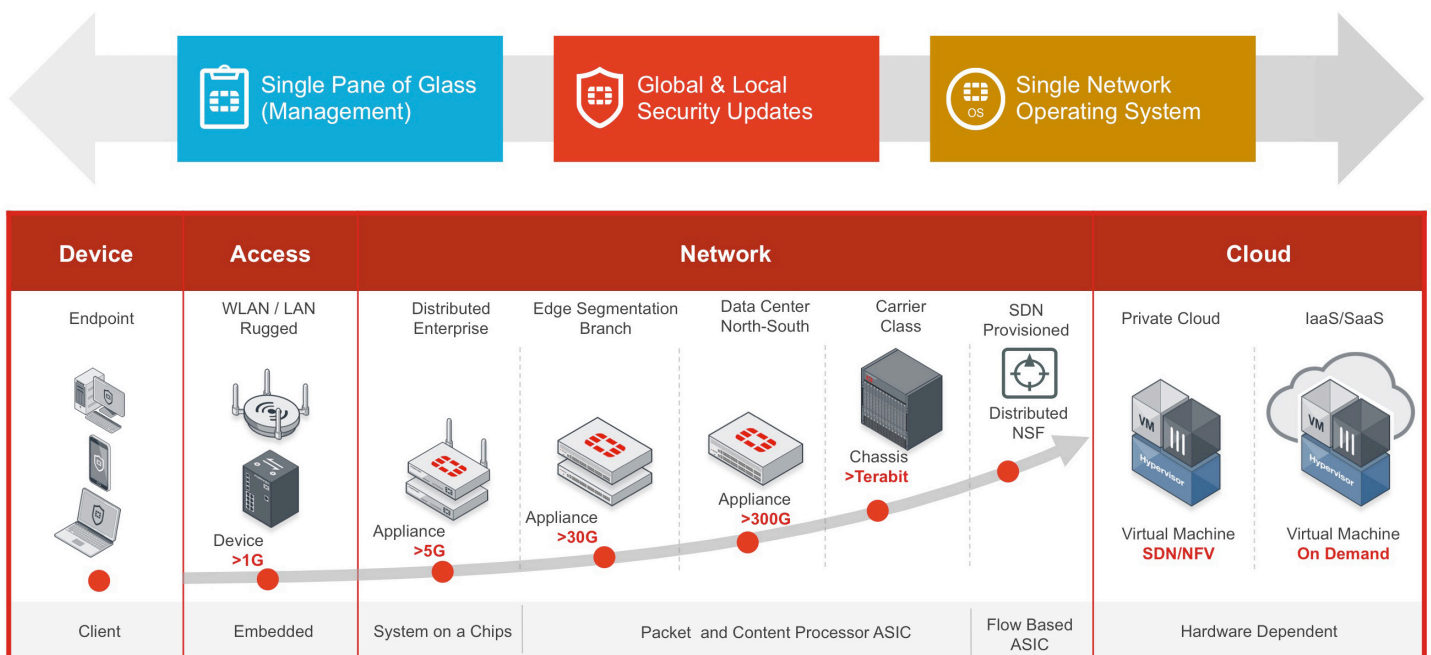 Single Pane of Glass
(Management)
Global & Local
Security Updates
OS
Single Network
Operating System
Device
Access
Network
Cloud
Endpoint
WLAN / LAN
Rugged
Distributed
Enterprise
Edge Segmentation
Branch
Data Center
North-South
Carrier
Class
SDN
Provisioned
Private Cloud
IaaS/SaaS
Distributed
NSF
VM
Hypervisor
VM
Hypervisor
Device
>1G
Appliance
>5G
Appliance
>30G
Appliance
>300G
Chassis
>Terabit
Virtual Machine
SDN/NFV
Virtual Machine
On Demand
Client
Embedded
System on a Chips
Packet and Content Processor ASIC
Flow Based
ASIC
Hardware Dependent